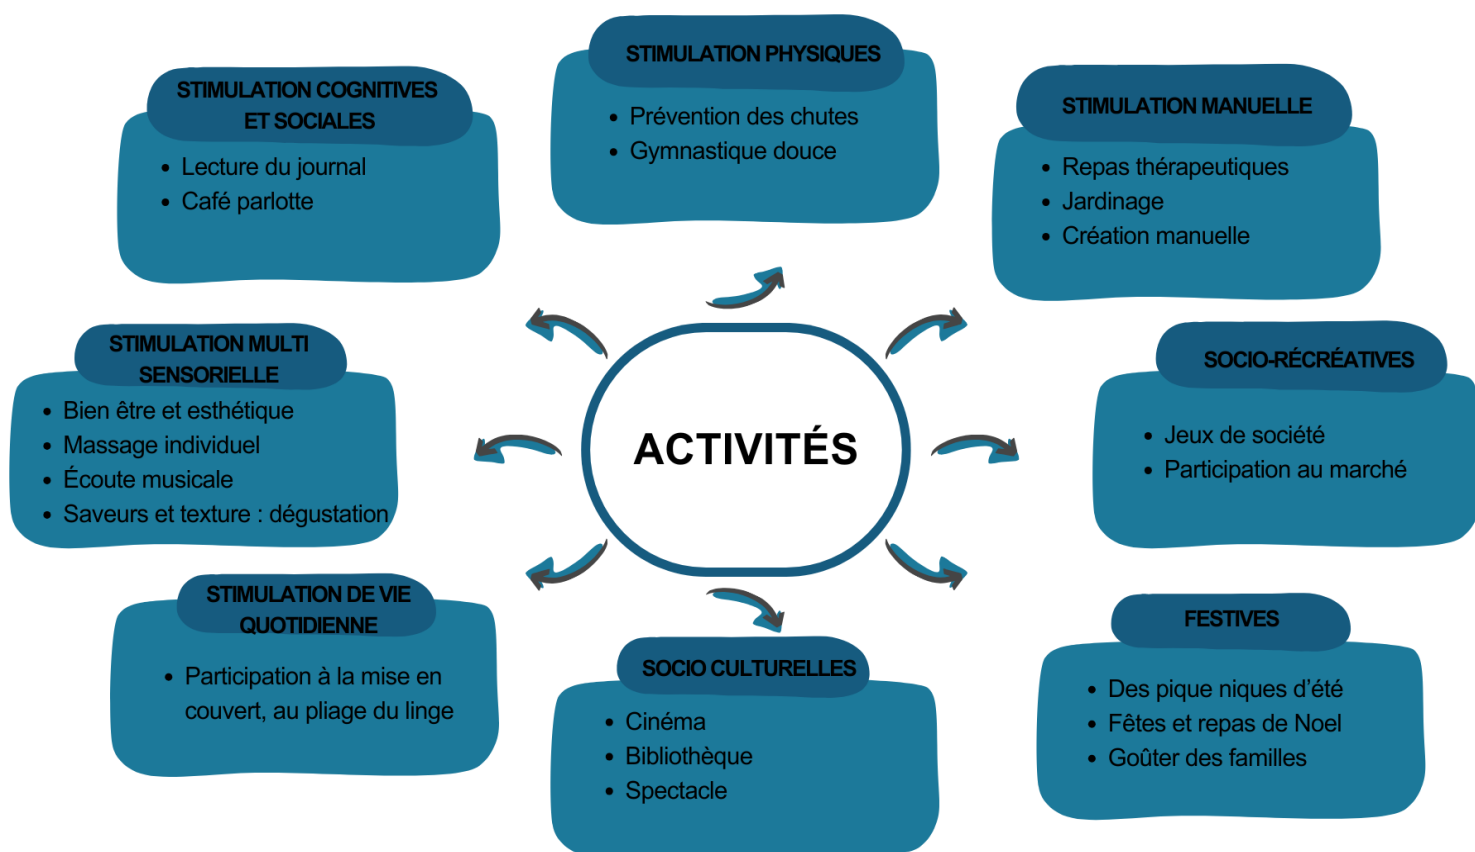 STIMULATION COGNITIVES
ET SOCIALES
• Lecture du journal
• Café parlotte
STIMULATION PHYSIQUES
• Prévention des chutes
• Gymnastique douce
STIMULATION MANUELLE
• Repas thérapeutiques
• Jardinage
• Création manuelle
STIMULATION MULTI
SENSORIELLE
• Bien être et esthétique
• Massage individuel
• Écoute musicale
• Saveurs et texture : dégustation
ACTIVITÉS
SOCIO-RÉCRÉATIVES
• Jeux de société
• Participation au marché
STIMULATION DE VIE
QUOTIDIENNE
• Participation à la mise en
couvert, au pliage du linge
SOCIO CULTURELLES
• Cinéma
• Bibliothèque
• Spectacle
FESTIVES
• Des pique niques d’été
• Fêtes et repas de Noel
• Goûter des familles